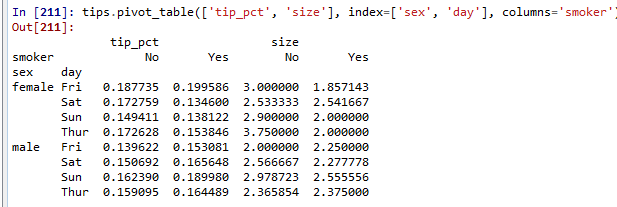 In [211]: tips.pivot_table(['tip_pct', 'size'], index=['sex', 'day'], columns='smoker')
Out[211]:
             tip_pct                size
smoker            No       Yes        No       Yes
sex    day
female Fri  0.187735  0.199586  3.000000  1.857143
       Sat  0.172759  0.134600  2.533333  2.541667
       Sun  0.149411  0.138122  2.900000  2.000000
       Thur 0.172628  0.153846  3.750000  2.000000
male   Fri  0.139622  0.153081  2.000000  2.250000
       Sat  0.150692  0.165648  2.566667  2.277778
       Sun  0.162390  0.189980  2.978723  2.555556
       Thur 0.159095  0.164489  2.365854  2.375000